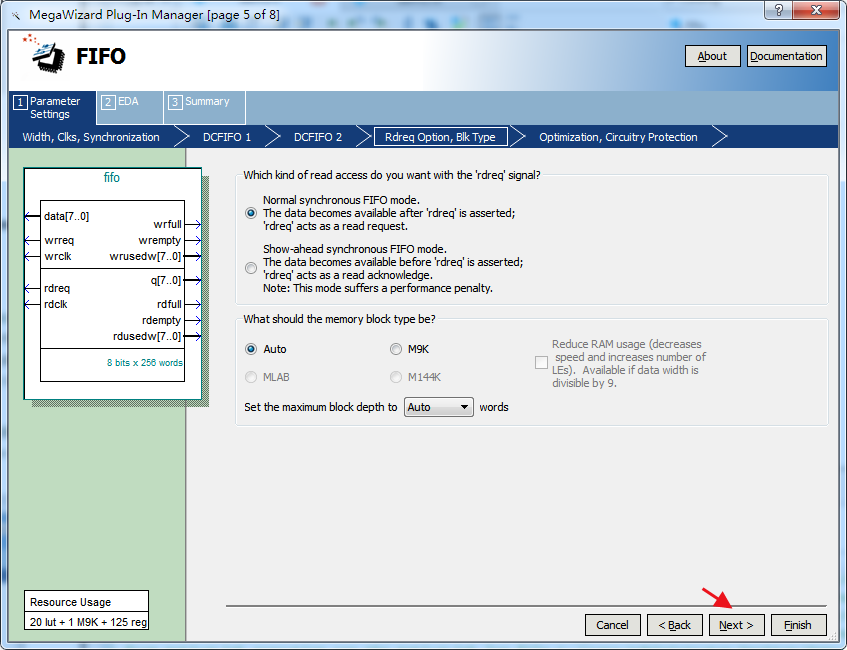 MegaWizard Plug-In Manager [page 5 of 8]
FIFO
About
Documentation
1 Parameter Settings
2 EDA
3 Summary
Width, Clks, Synchronization
DCFIFO 1
DCFIFO 2
Rdreq Option, Blk Type
Optimization, Circuitry Protection
fifo
data[7..0]
wrreq
wrclk
rdreq
rdclk
wrfull
wrempty
wrusedw[7..0]
q[7..0]
rdfull
rdempty
rdusedw[7..0]
8 bits x 256 words
Resource Usage
20 lut + 1 M9K + 125 reg
Which kind of read access do you want with the 'rdreq' signal?
Normal synchronous FIFO mode.
The data becomes available after 'rdreq' is asserted;
'rdreq' acts as a read request.
Show-ahead synchronous FIFO mode.
The data becomes available before 'rdreq' is asserted;
'rdreq' acts as a read acknowledge.
Note: This mode suffers a performance penalty.
What should the memory block type be?
Auto
M9K
MLAB
M144K
Reduce RAM usage (decreases
speed and increases number of
LEs). Available if data width is
divisible by 9.
Set the maximum block depth to Auto words
Cancel
< Back
Next >
Finish